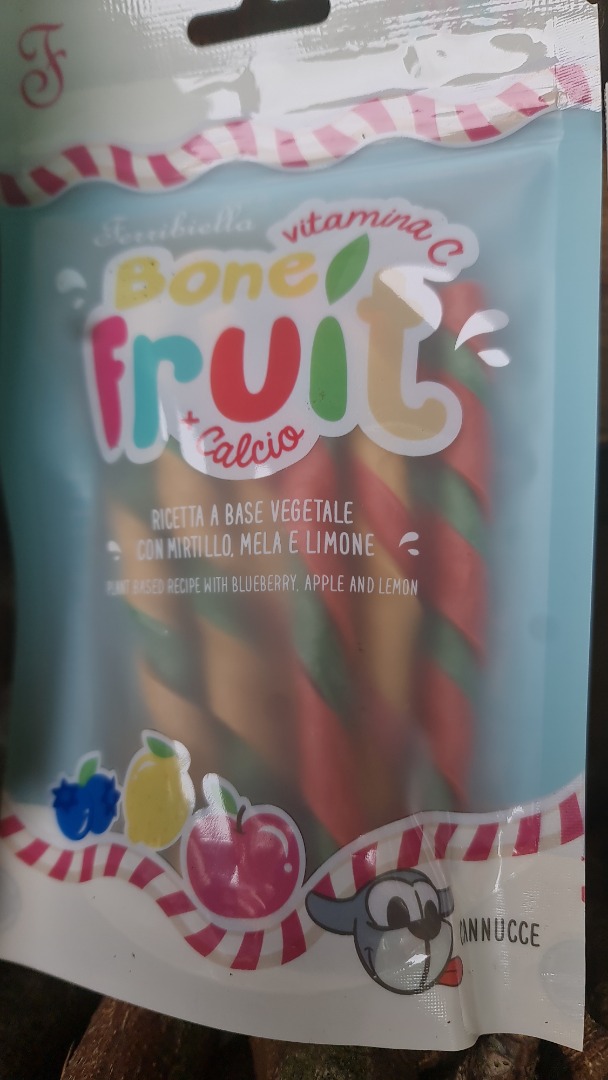 F
Ferribiella
vitamina C
Bone
fruit
+ calcio
RICETTA A BASE VEGETALE
CON MIRTILLO, MELA E LIMONE
PLANT BASED RECIPE WITH BLUEBERRY, APPLE AND LEMON
CANNUCCE